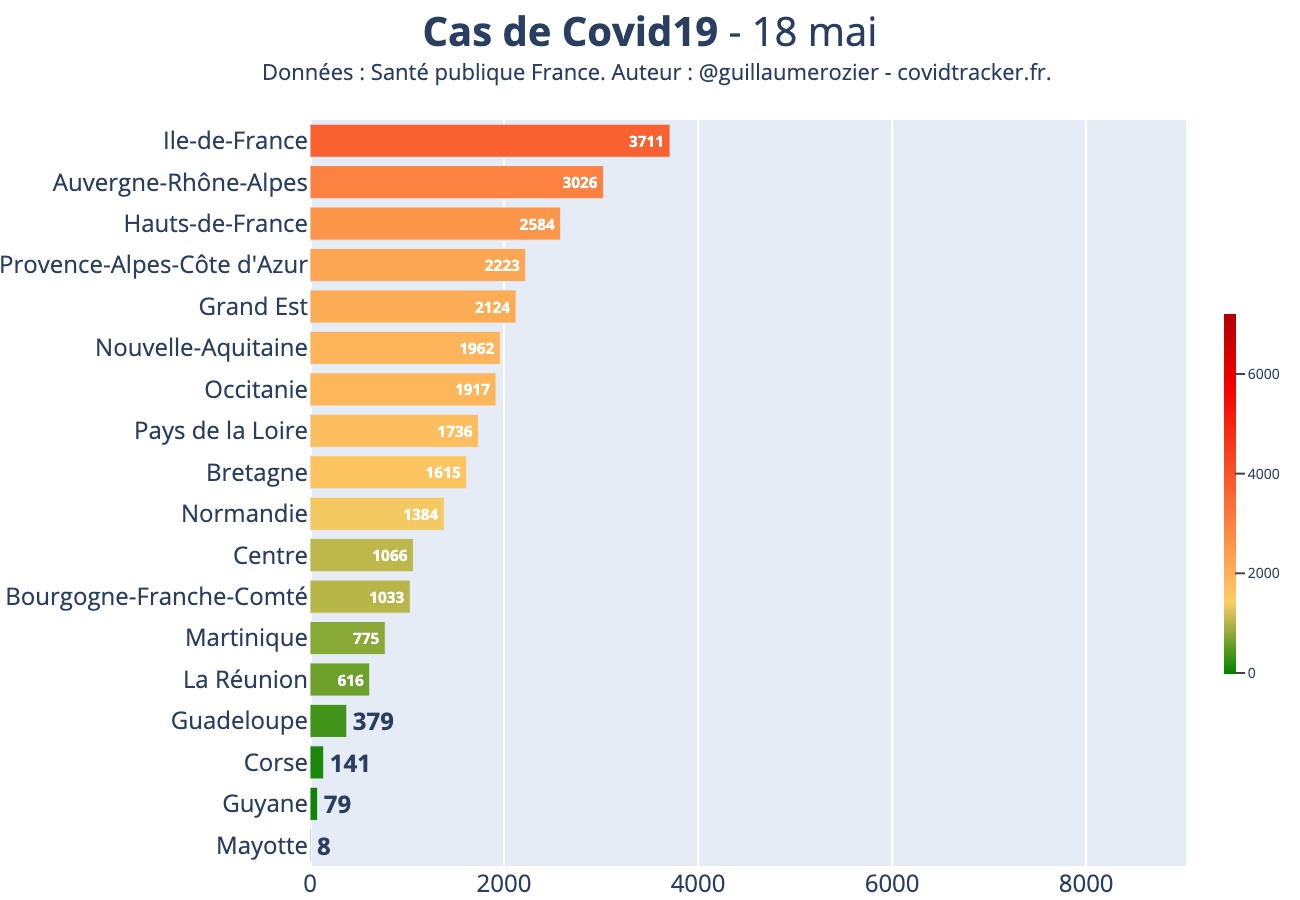 Cas de Covid19 - 18 mai
Données : Santé publique France. Auteur : @guillaumerozier - covidtracker.fr.
Ile-de-France 3711
Auvergne-Rhône-Alpes 3026
Hauts-de-France 2584
Provence-Alpes-Côte d'Azur 2223
Grand Est 2124
Nouvelle-Aquitaine 1962
Occitanie 1917
Pays de la Loire 1736
Bretagne 1615
Normandie 1384
Centre 1066
Bourgogne-Franche-Comté 1033
Martinique 775
La Réunion 616
Guadeloupe 379
Corse 141
Guyane 79
Mayotte 8
0 2000 4000 6000 8000
6000
4000
2000
0